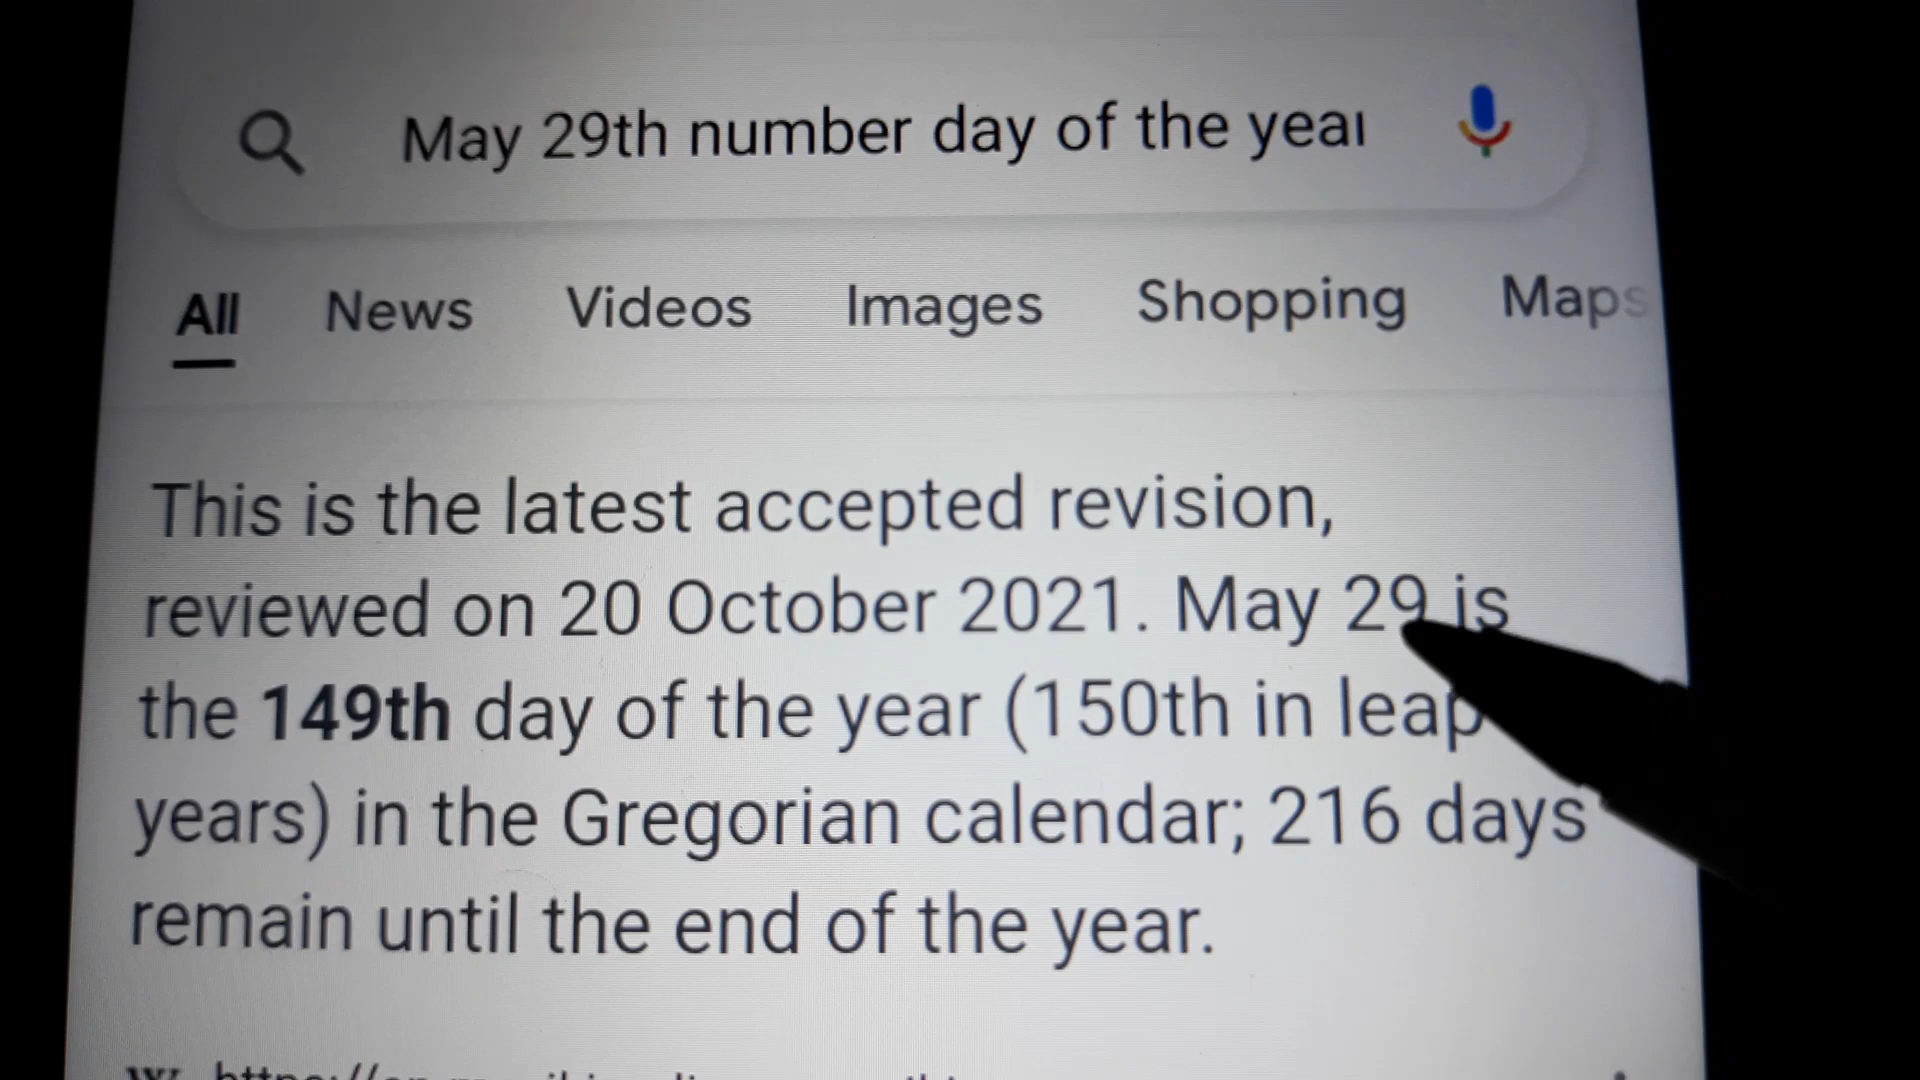 May 29th number day of the year
All News Videos Images Shopping Maps
This is the latest accepted revision,
reviewed on 20 October 2021. May 29 is
the 149th day of the year (150th in leap
years) in the Gregorian calendar; 216 days
remain until the end of the year.